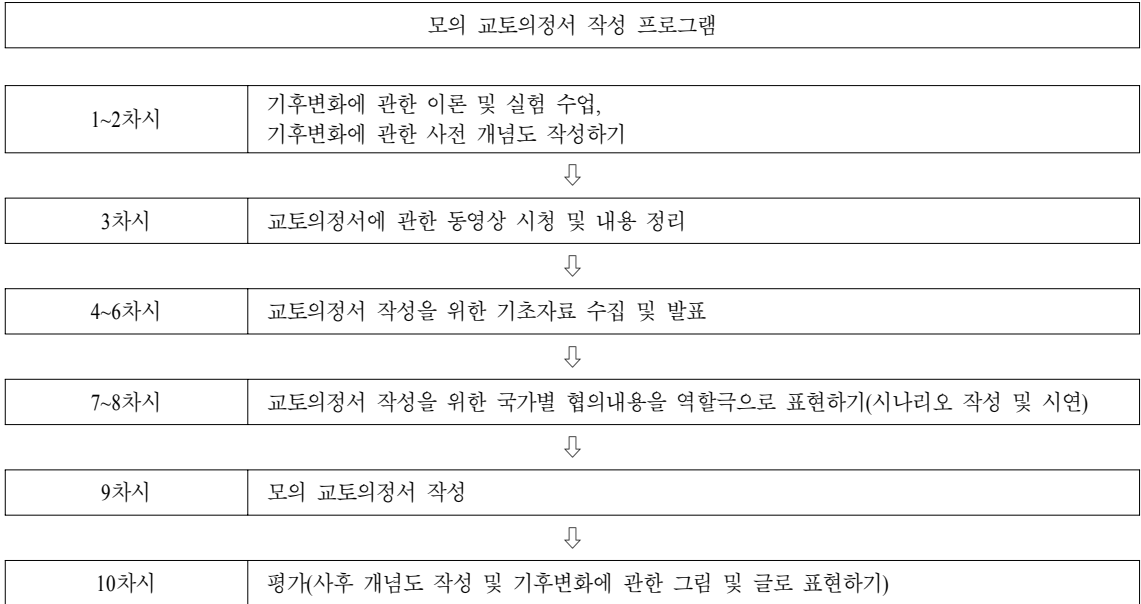 모의 교토의정서 작성 프로그램
1~2차시
기후변화에 관한 이론 및 실험 수업,
기후변화에 관한 사전 개념도 작성하기
⇩
3차시
교토의정서에 관한 동영상 시청 및 내용 정리
⇩
4~6차시
교토의정서 작성을 위한 기초자료 수집 및 발표
⇩
7~8차시
교토의정서 작성을 위한 국가별 협의내용을 역할극으로 표현하기(시나리오 작성 및 시연)
⇩
9차시
모의 교토의정서 작성
⇩
10차시
평가(사후 개념도 작성 및 기후변화에 관한 그림 및 글로 표현하기)